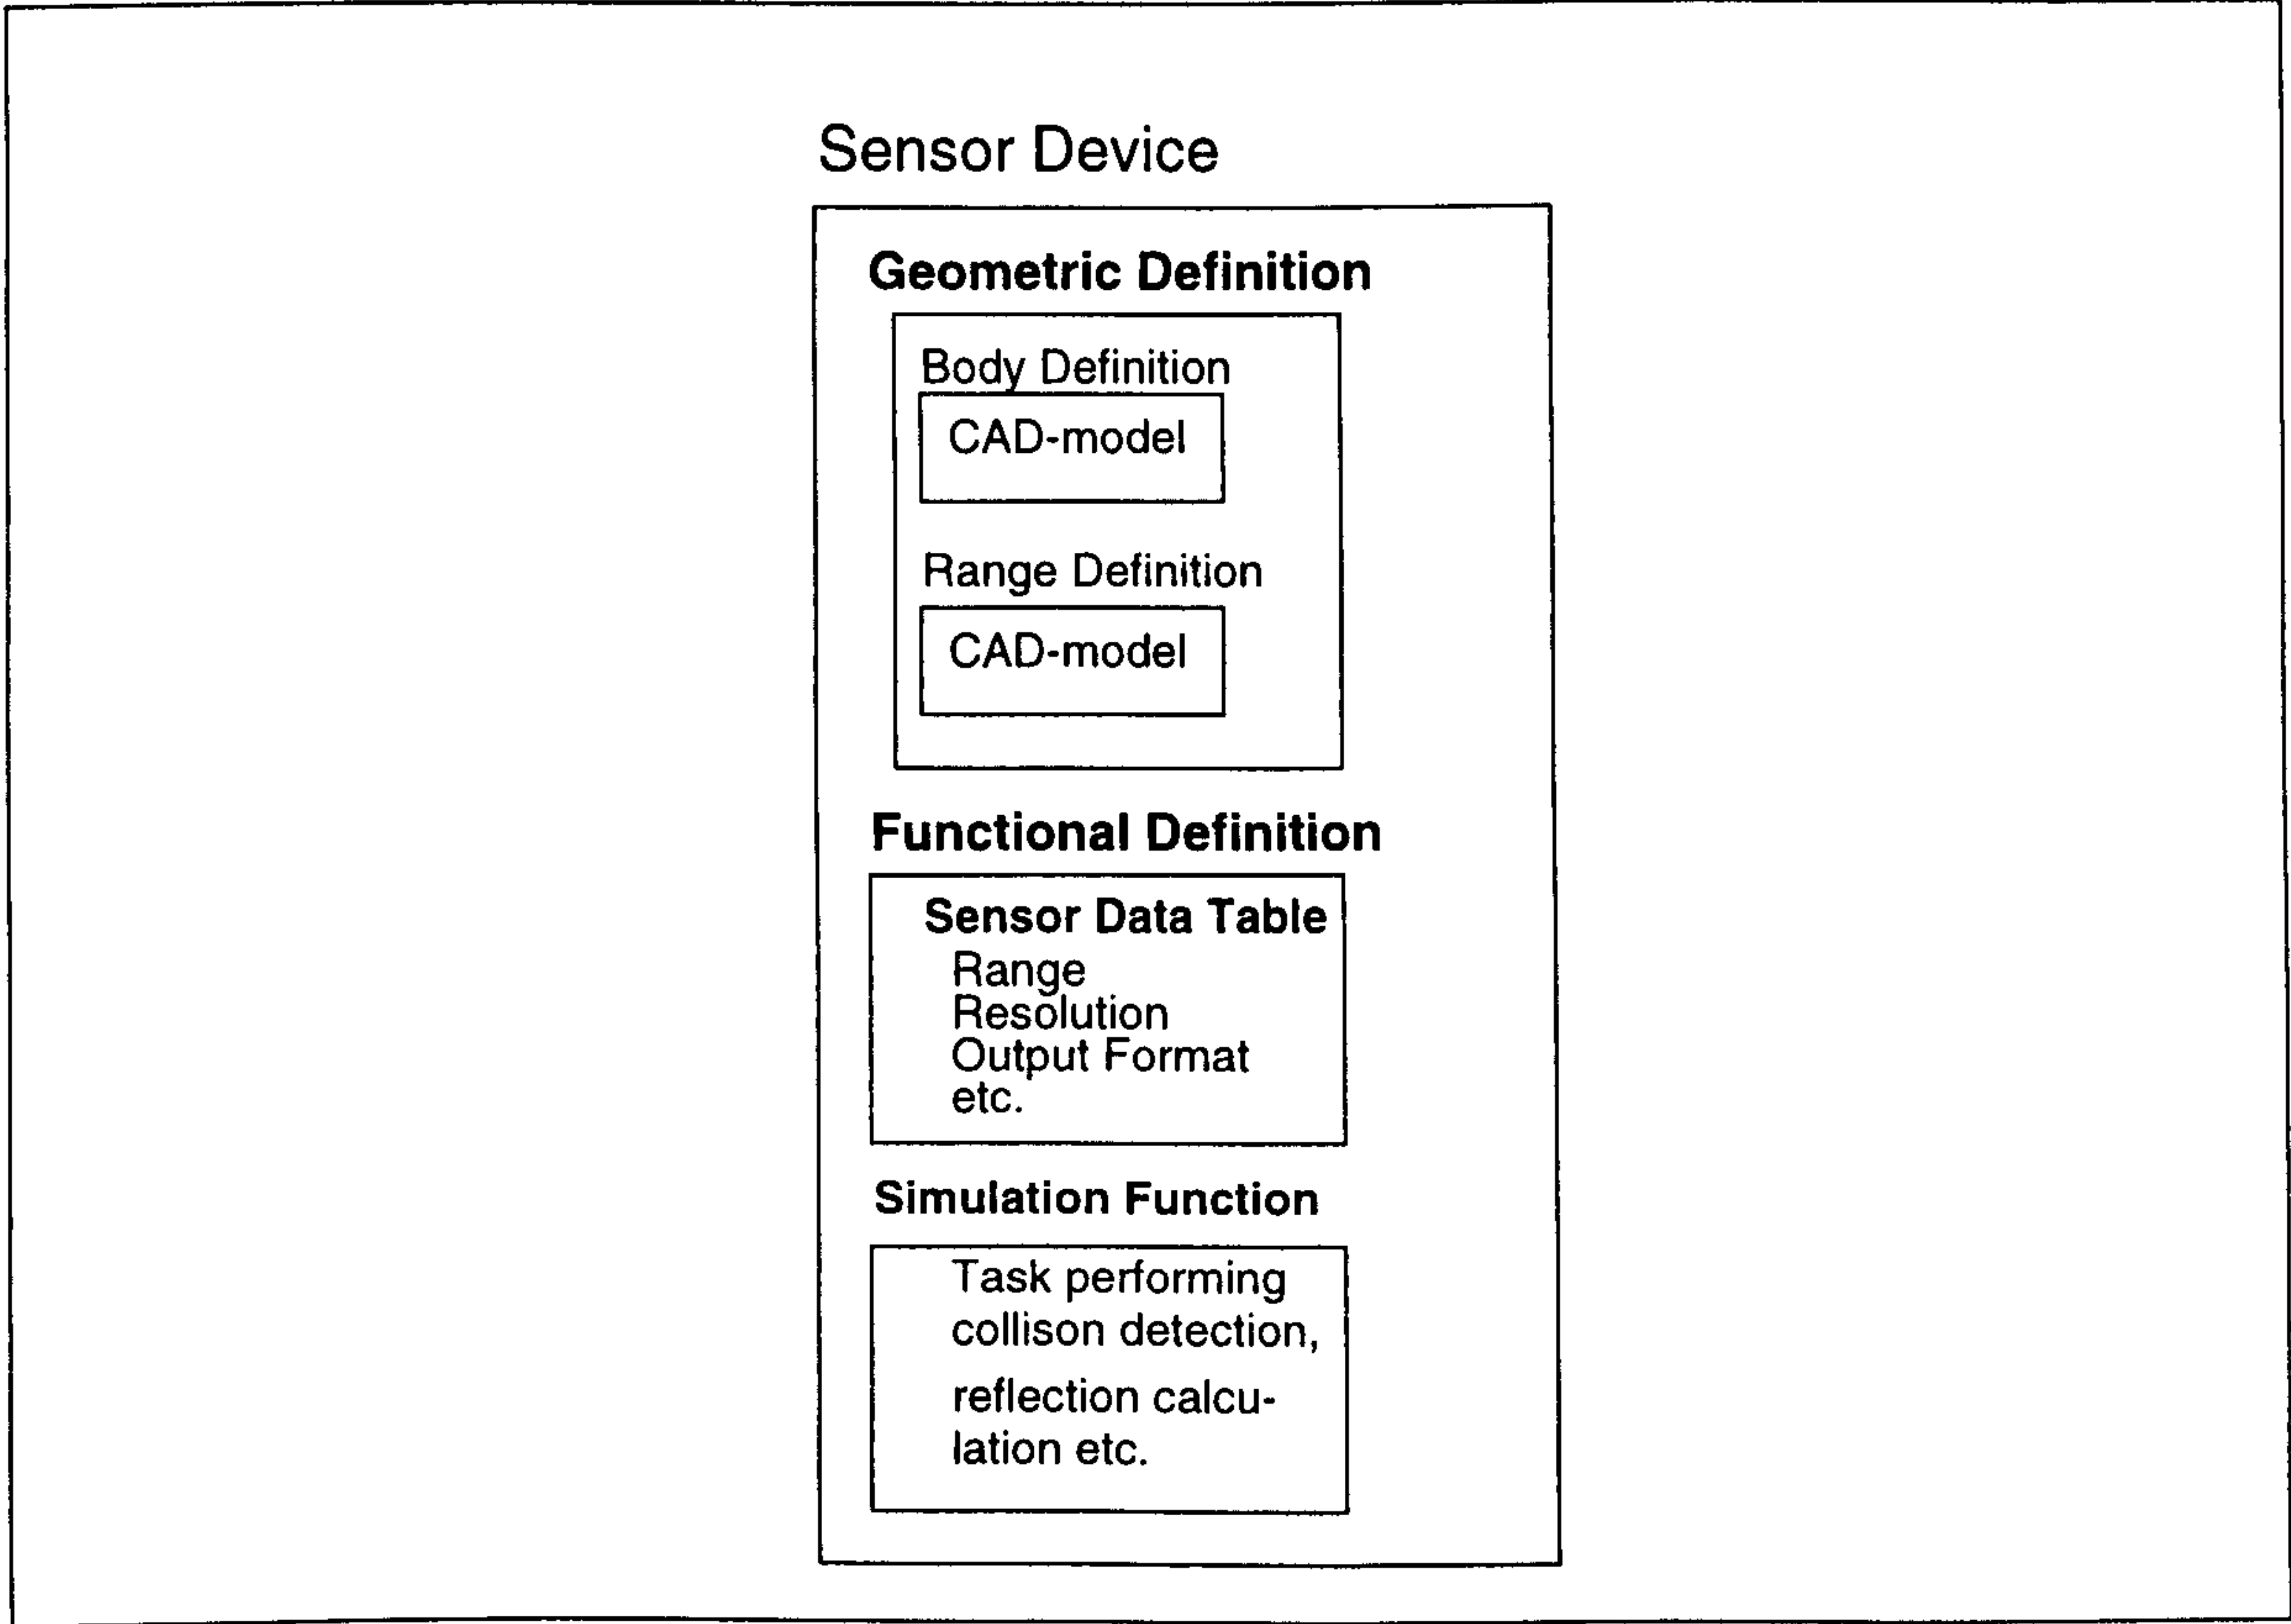 Sensor Device
Geometric Definition
Body Definition
CAD-model
Range Definition
CAD-model
Functional Definition
Sensor Data Table
Range
Resolution
Output Format
etc.
Simulation Function
Task performing
collison detection,
reflection calcu-
lation etc.